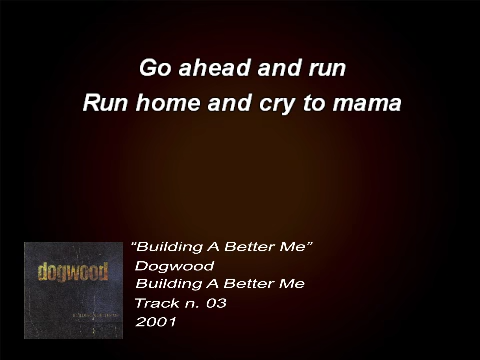 Go ahead and run
Run home and cry to mama
"Building A Better Me"
dogwood
Dogwood
Building A Better Me
Track n. 03
2001